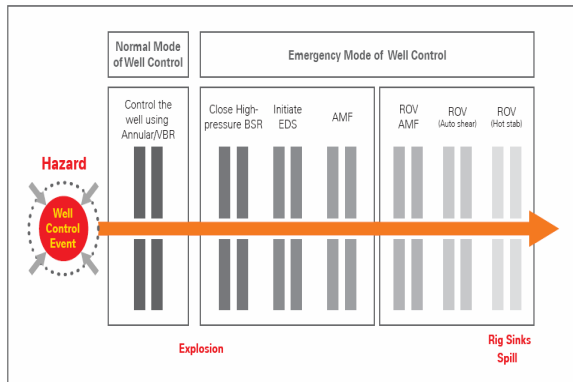 Normal Mode
of Well Control
Emergency Mode of Well Control
Control the
well using
Annular/VBR
Close High-
pressure BSR
Initiate
EDS
AMF
ROV
AMF
ROV
(Auto shear)
ROV
(Hot stab)
Hazard
Well
Control
Event
Explosion
Rig Sinks
Spill